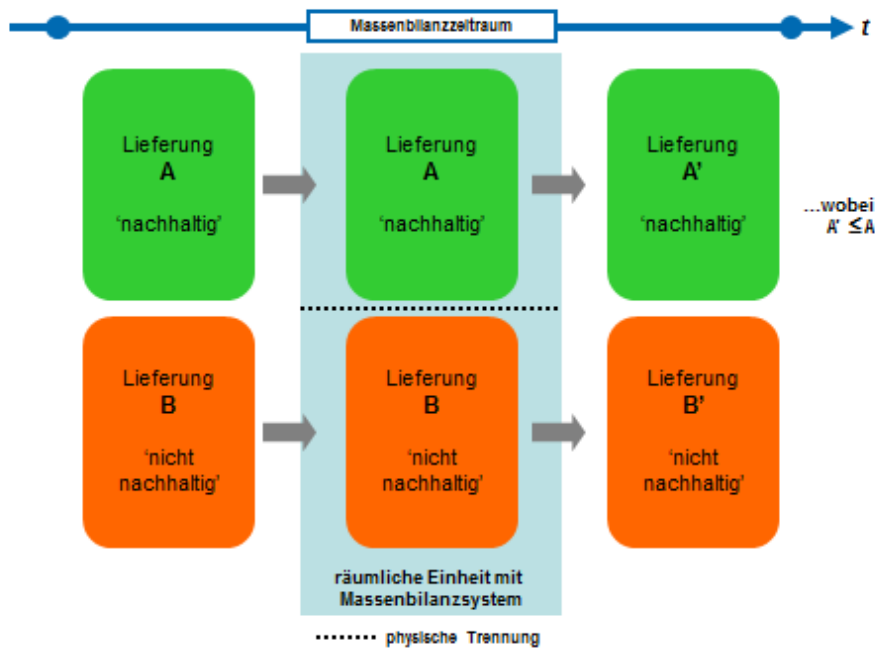 Massenbilanzzeitraum
t
Lieferung
A
‘nachhaltig’
Lieferung
A
‘nachhaltig’
Lieferung
A’
‘nachhaltig’
...wobei
A’ ≤A
Lieferung
B
‘nicht
nachhaltig’
Lieferung
B
‘nicht
nachhaltig’
Lieferung
B’
‘nicht
nachhaltig’
räumliche Einheit mit
Massenbilanzsystem
physische Trennung